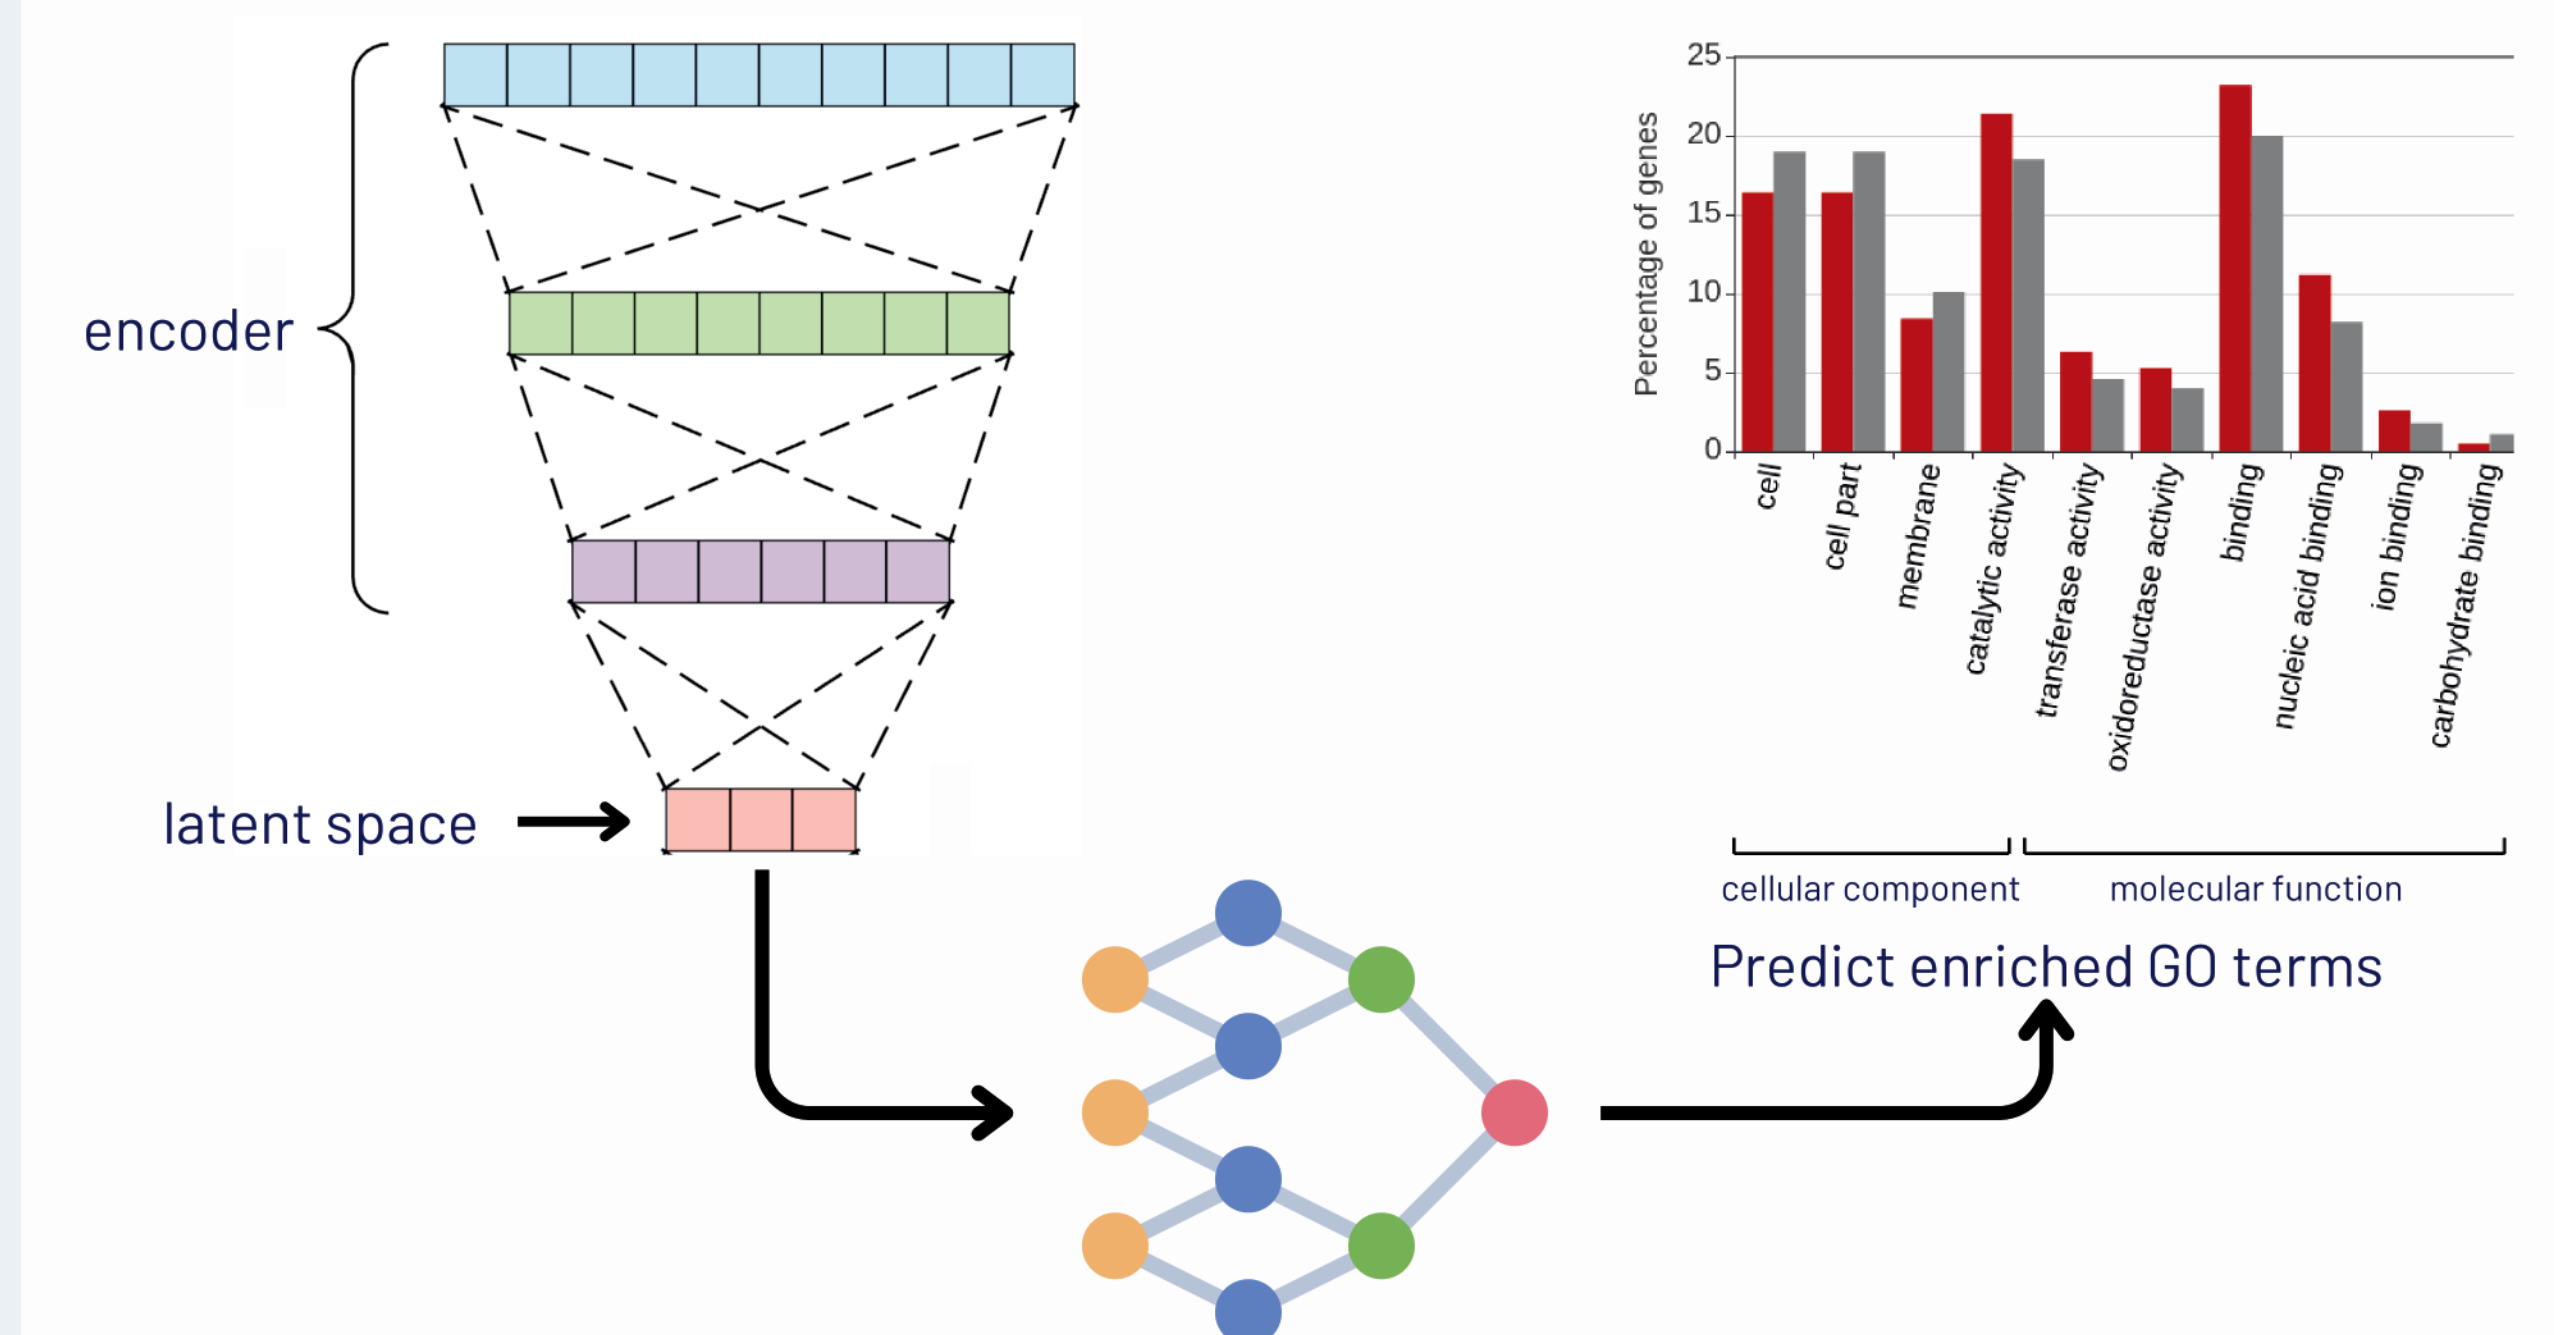 encoder
latent space
Percentage of genes
25
20
15
10
5
0
cell
cell part
membrane
catalytic activity
transferase activity
oxidoreductase activity
binding
nucleic acid binding
ion binding
carbohydrate binding
cellular component
molecular function
Predict enriched GO terms